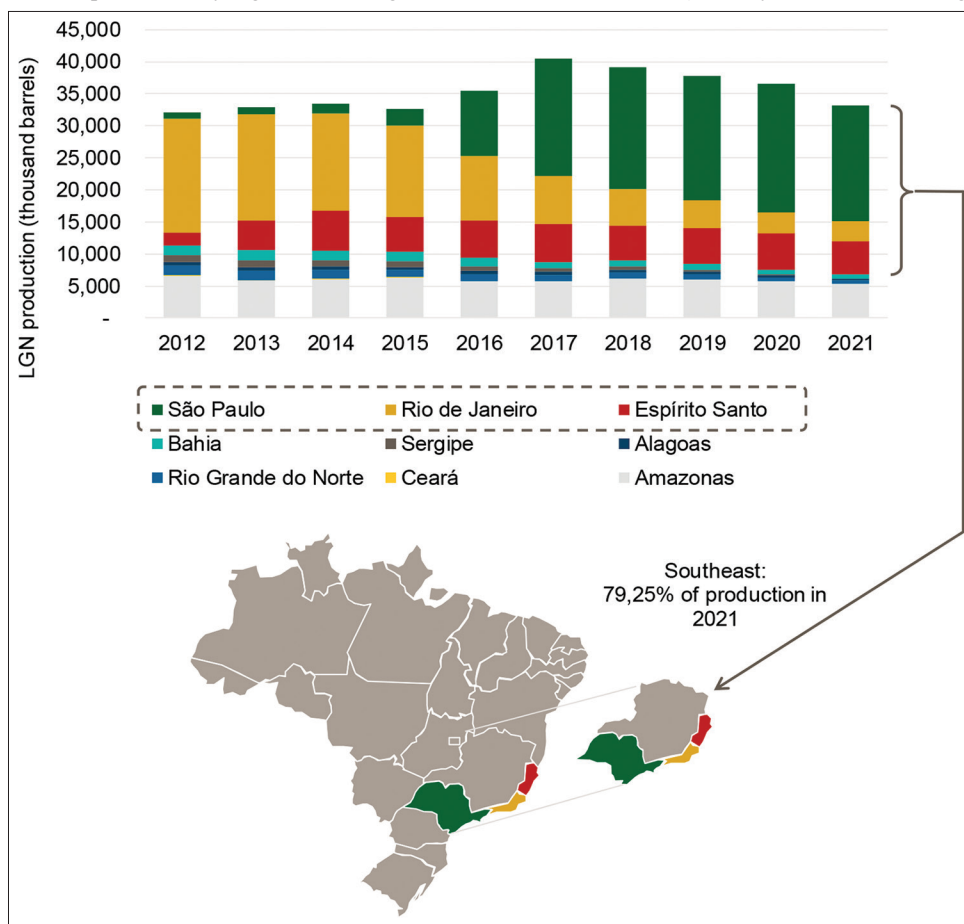 LGN production (thousand barrels)
45,000
40,000
35,000
30,000
25,000
20,000
15,000
10,000
5,000
-
2012 2013 2014 2015 2016 2017 2018 2019 2020 2021
São Paulo Rio de Janeiro Espírito Santo
Bahia Sergipe Alagoas
Rio Grande do Norte Ceará Amazonas
Southeast:
79,25% of production in
2021